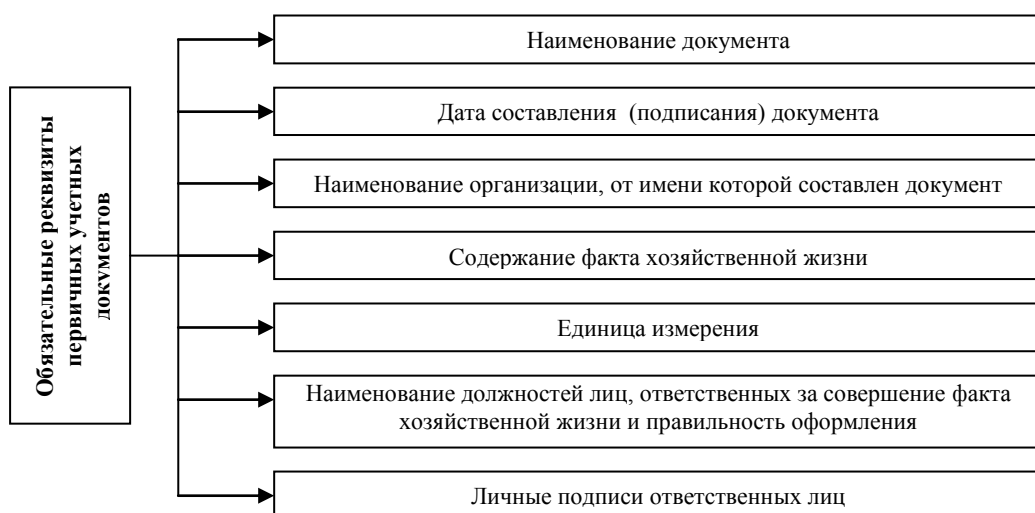 Обязательные реквизиты
первичных учетных
документов
Наименование документа
Дата составления (подписания) документа
Наименование организации, от имени которой составлен документ
Содержание факта хозяйственной жизни
Единица измерения
Наименование должностей лиц, ответственных за совершение факта
хозяйственной жизни и правильность оформления
Личные подписи ответственных лиц